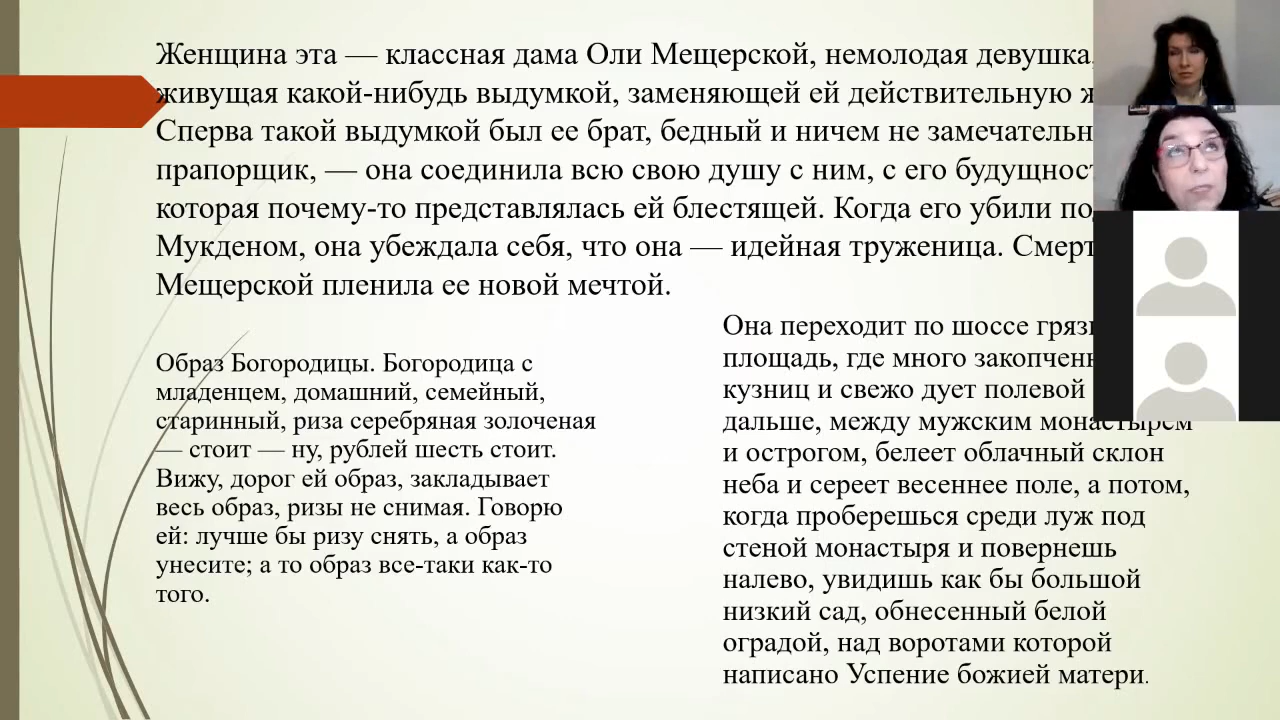 Женщина эта — классная дама Оли Мещерской, немолодая девушка,
живущая какой-нибудь выдумкой, заменяющей ей действительную
Сперва такой выдумкой был ее брат, бедный и ничем не
прапорщик, — она соединила всю свою душу с ним, с его
которая почему-то представлялась ей блестящей. Когда его убили
Мукденом, она убеждала себя, что она — идейная труженица.
Мещерской пленила ее новой мечтой.
Образ Богородицы. Богородица с
младенцем, домашний, семейный,
старинный, риза серебряная золоченая
— стоит — ну, рублей шесть стоит.
Вижу, дорог ей образ, закладывает
весь образ, ризы не снимая. Говорю
ей: лучше бы ризу снять, а образ
унесите; а то образ все-таки как-то
того.
Она переходит по шоссе
площадь, где много
кузниц и свежо дует полевой
дальше, между мужским монастырем
и острогом, белеет облачный склон
неба и сереет весеннее поле, а потом,
когда проберешься среди луж под
стеной монастыря и повернешь
налево, увидишь как бы большой
низкий сад, обнесенный белой
оградой, над воротами которой
написано Успение божией матери.